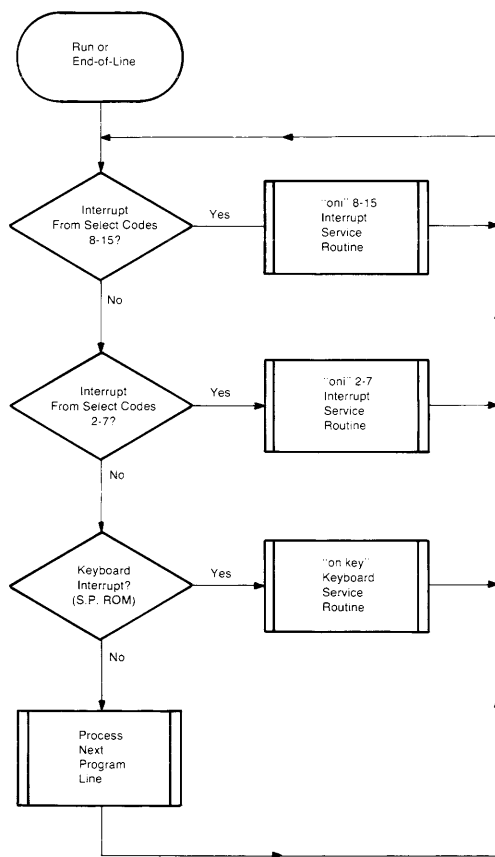 Run or
End-of-Line
Interrupt
From Select Codes
8-15?
Yes
"oni" 8-15
Interrupt
Service
Routine
No
Interrupt
From Select Codes
2-7?
Yes
"oni" 2-7
Interrupt
Service
Routine
No
Keyboard
Interrupt?
(S.P. ROM)
Yes
"on key"
Keyboard
Service
Routine
No
Process
Next
Program
Line